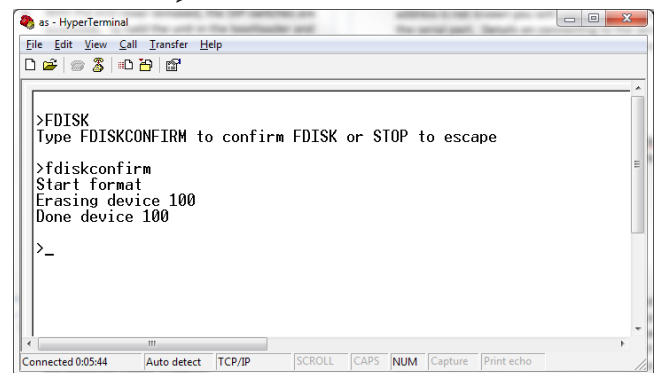 as - HyperTerminal
File Edit View Call Transfer Help
>FDISK
Type FDISKCONFIRM to confirm FDISK or STOP to escape
>fdiskconfirm
Start format
Erasing device 100
Done device 100
>_
Connected 0:05:44 Auto detect TCP/IP SCROLL CAPS NUM Capture Print echo